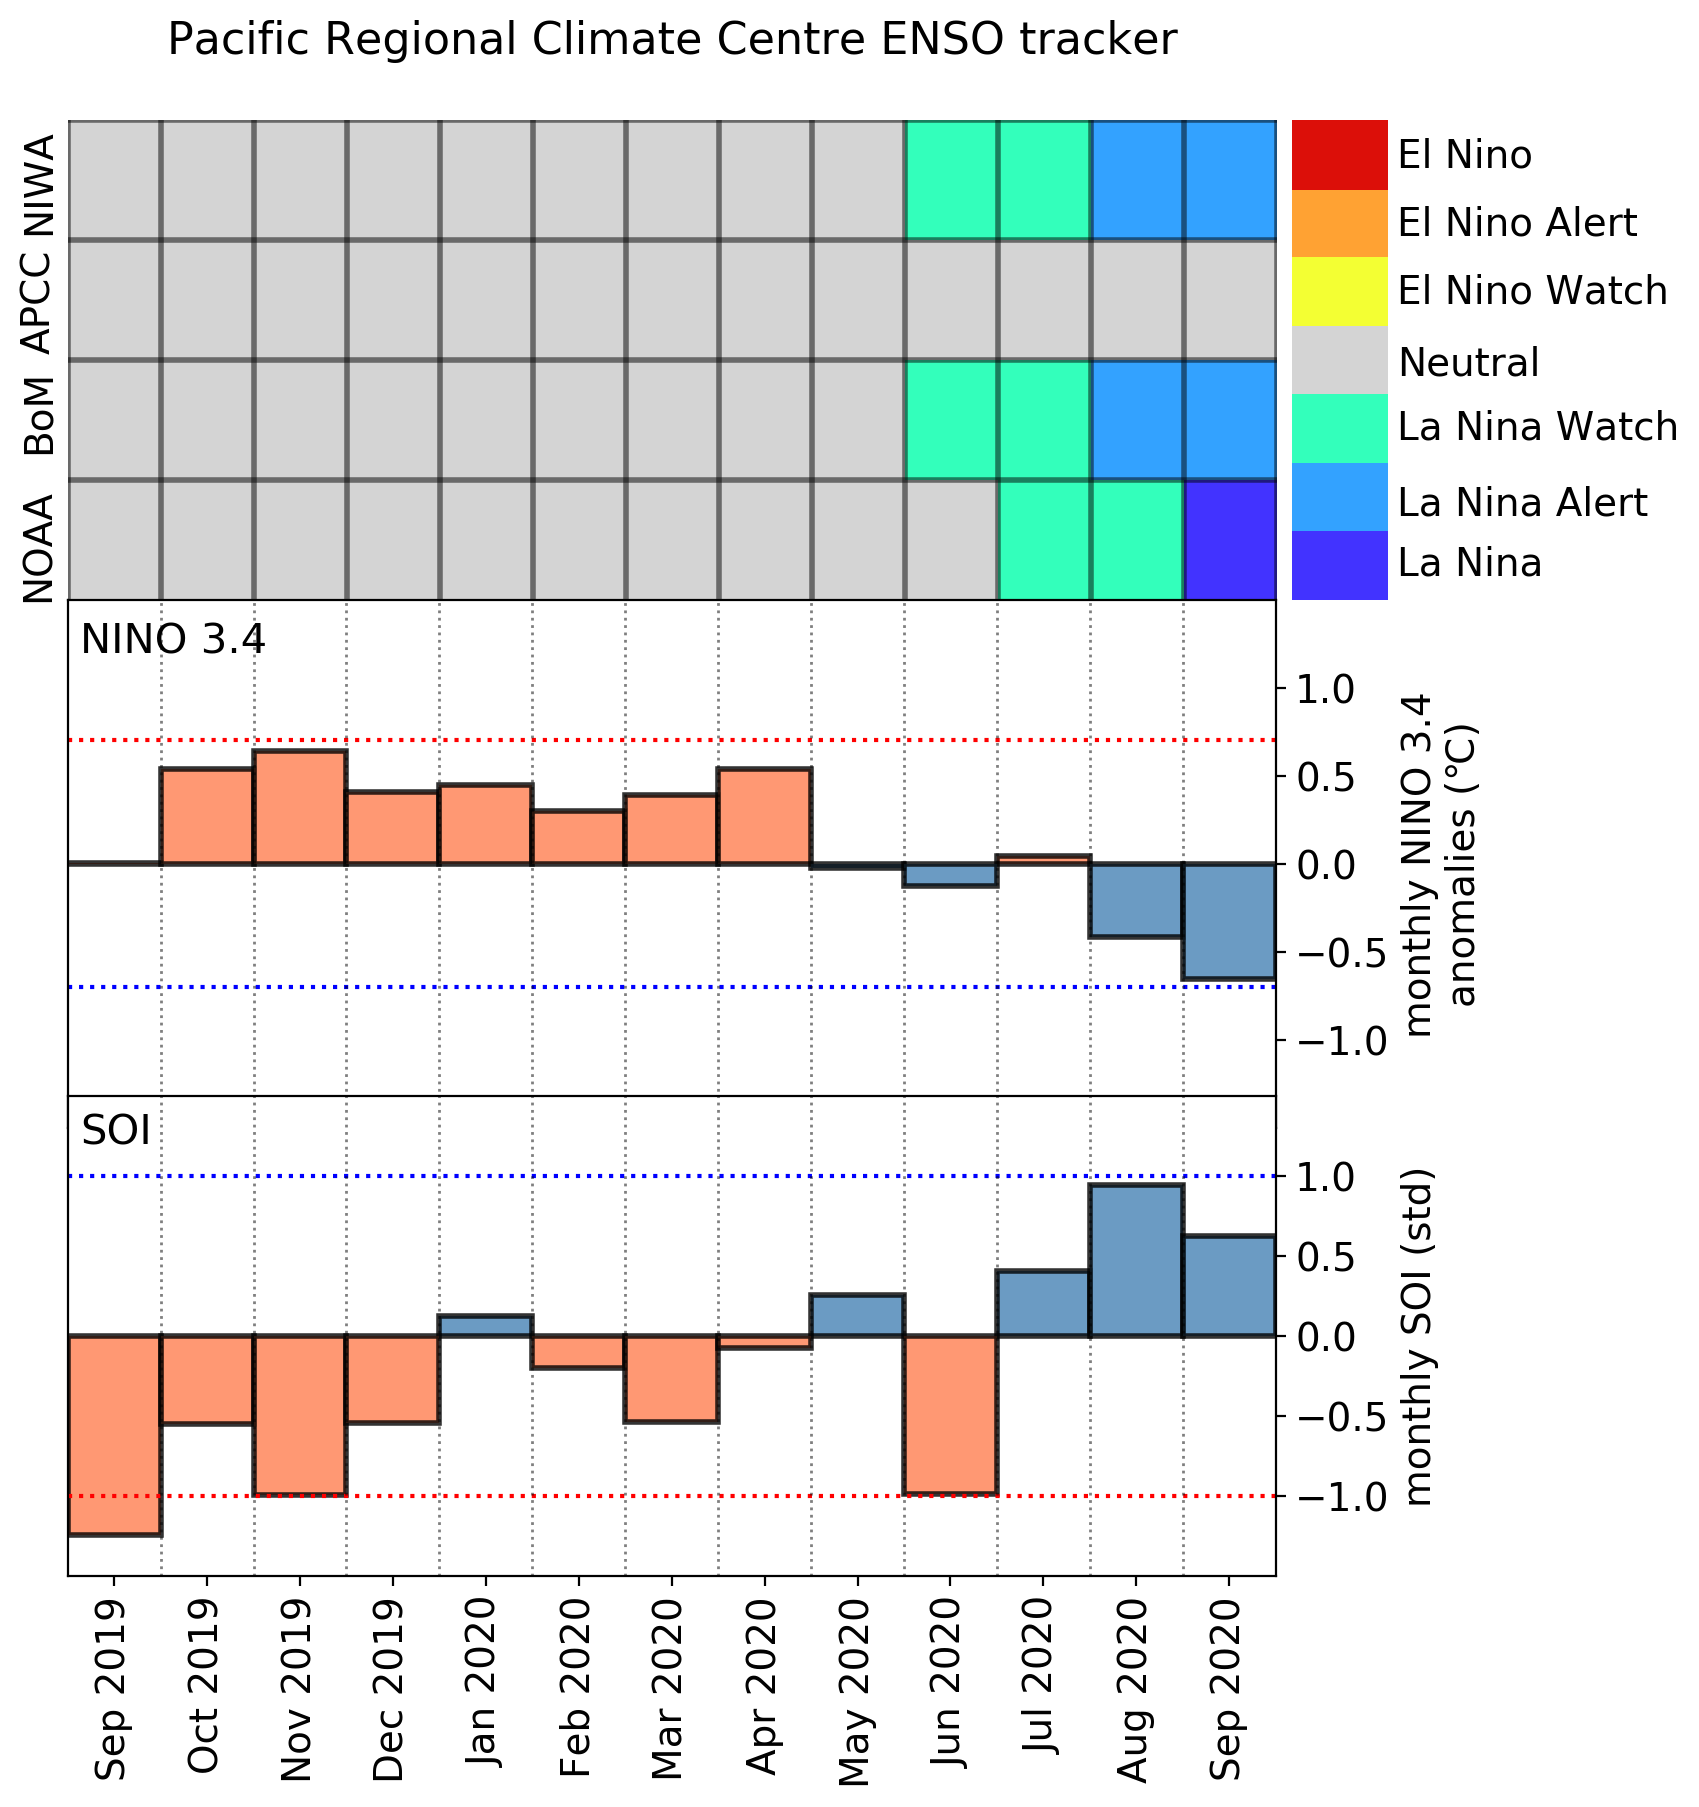 Pacific Regional Climate Centre ENSO tracker
NIWA
APCC
BoM
NOAA
El Nino
El Nino Alert
El Nino Watch
Neutral
La Nina Watch
La Nina Alert
La Nina
NINO 3.4
1.0
0.5
0.0
−0.5
−1.0
monthly NINO 3.4
anomalies (°C)
SOI
1.0
0.5
0.0
−0.5
−1.0
monthly SOI (std)
Sep 2019
Oct 2019
Nov 2019
Dec 2019
Jan 2020
Feb 2020
Mar 2020
Apr 2020
May 2020
Jun 2020
Jul 2020
Aug 2020
Sep 2020